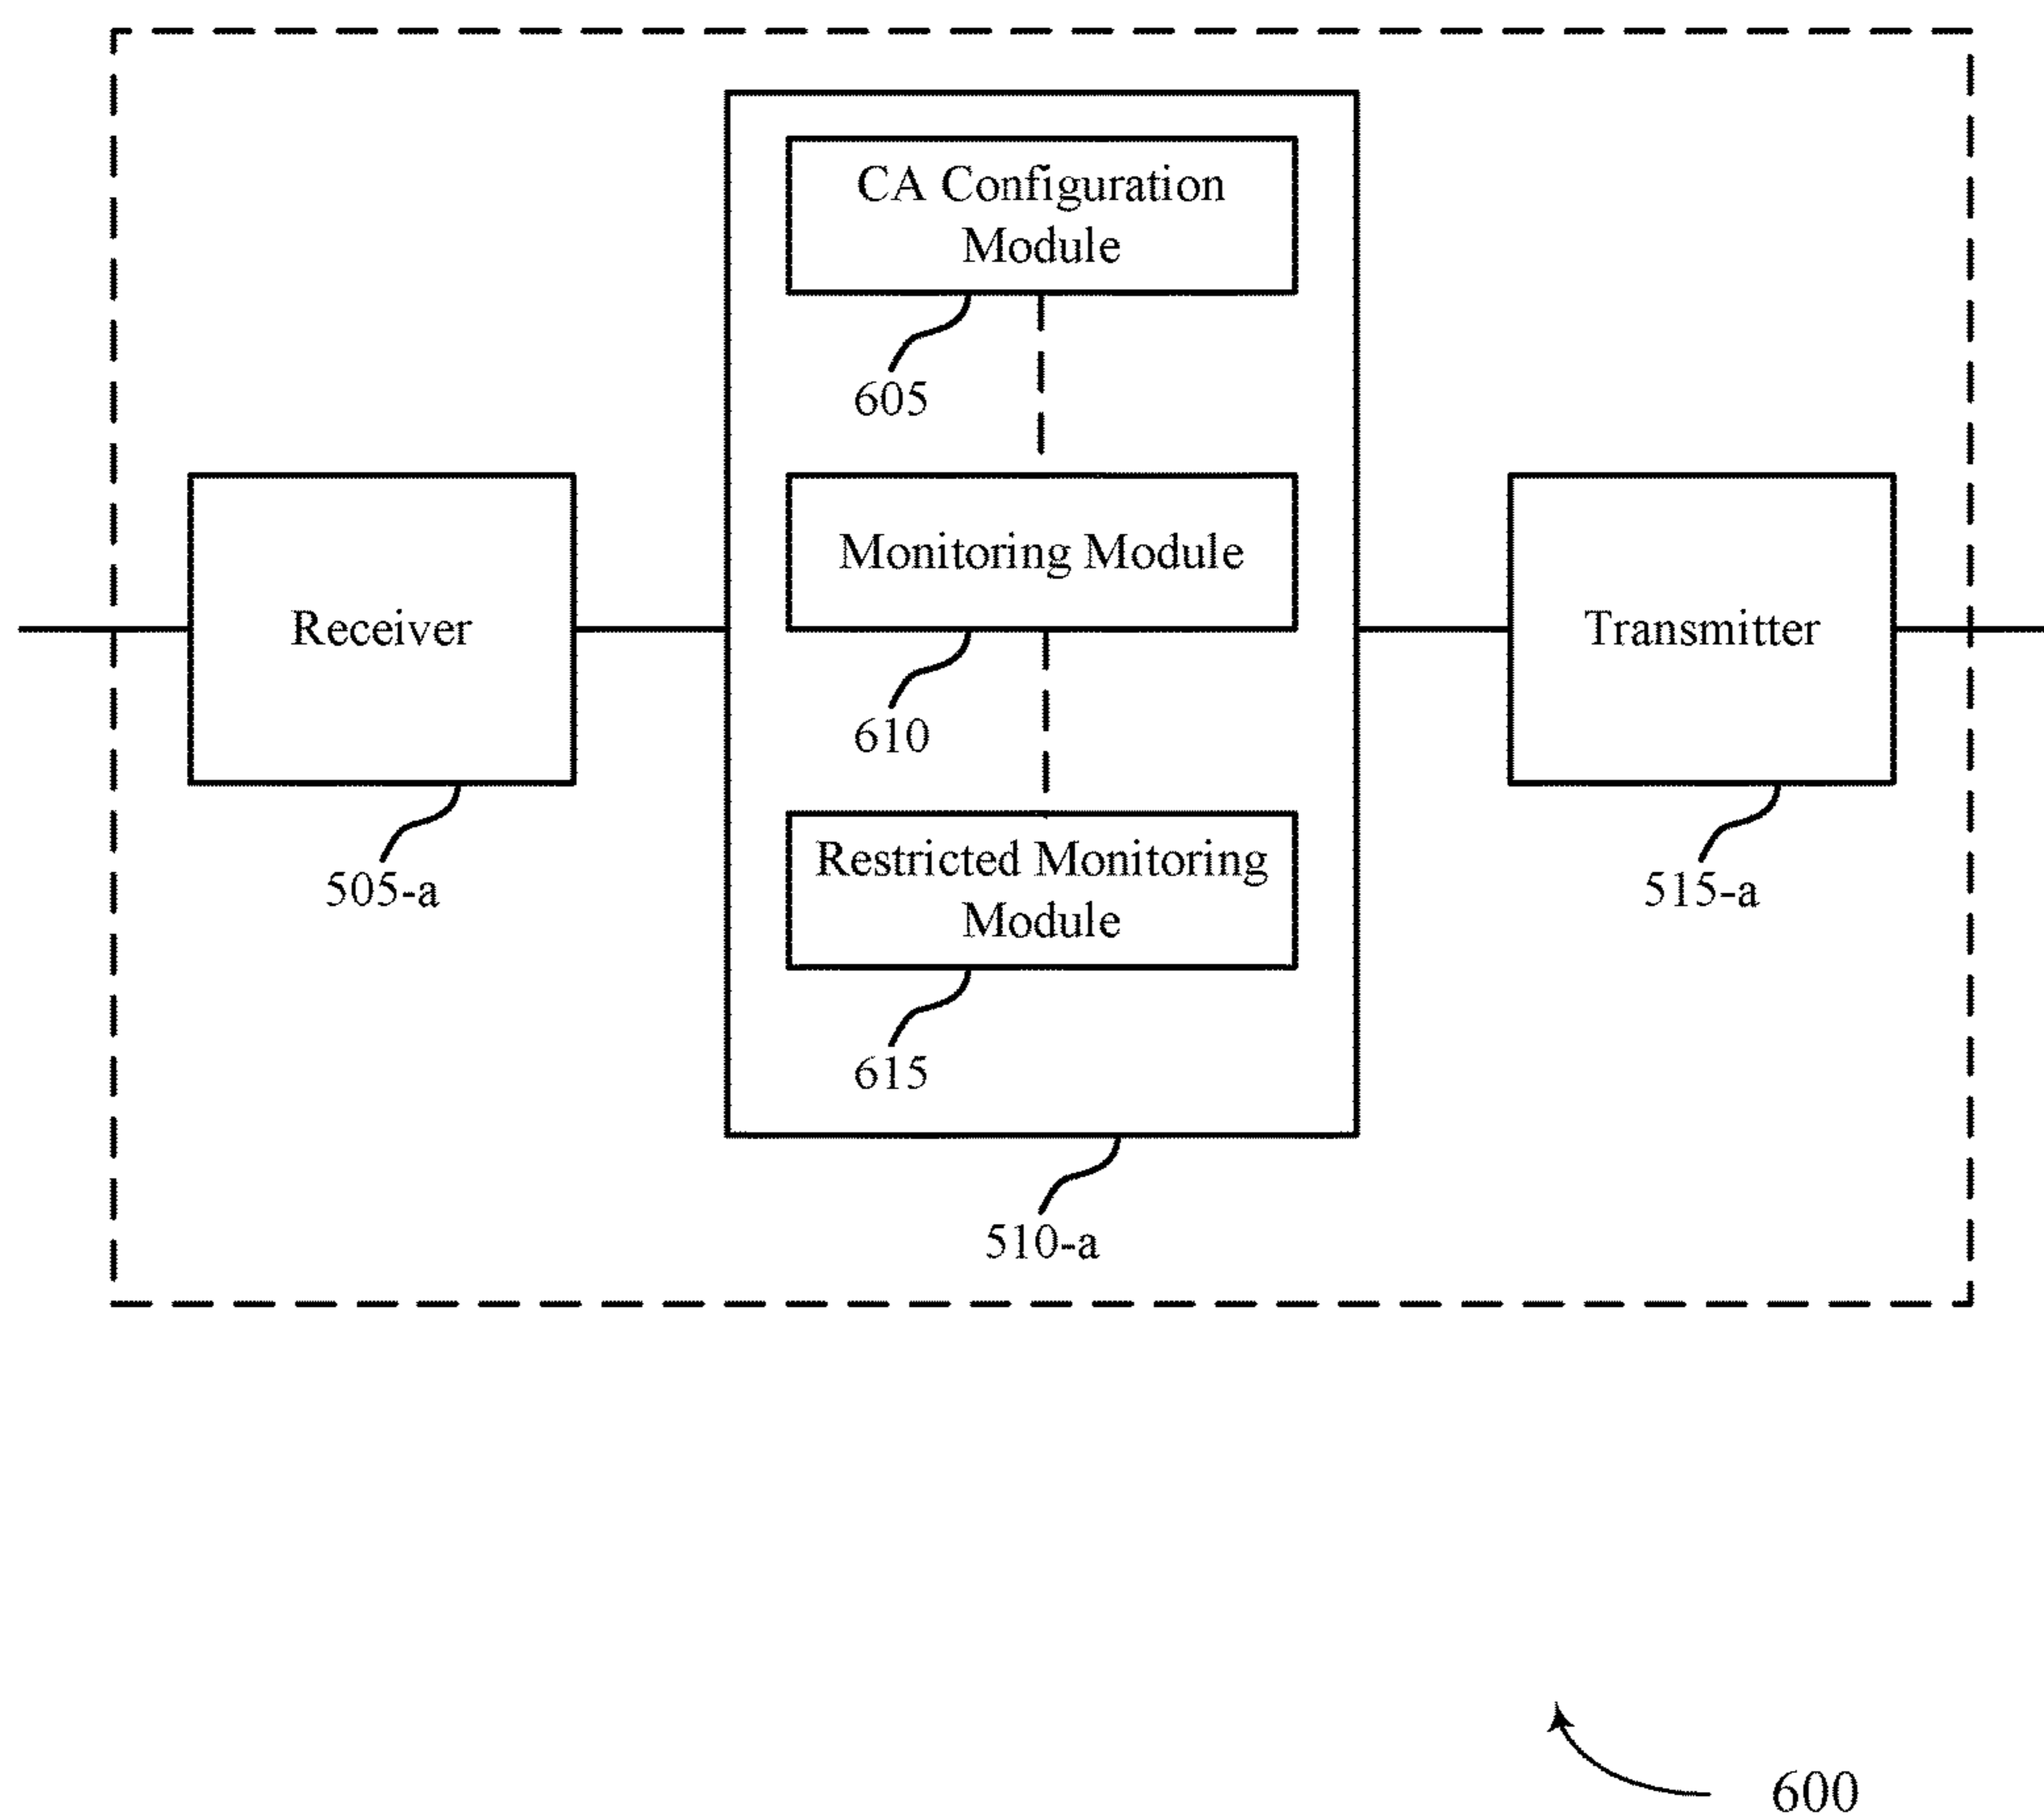 CA Configuration
Module
605
Monitoring Module
610
Receiver
505-a
Transmitter
515-a
Restricted Monitoring
Module
615
510-a
600